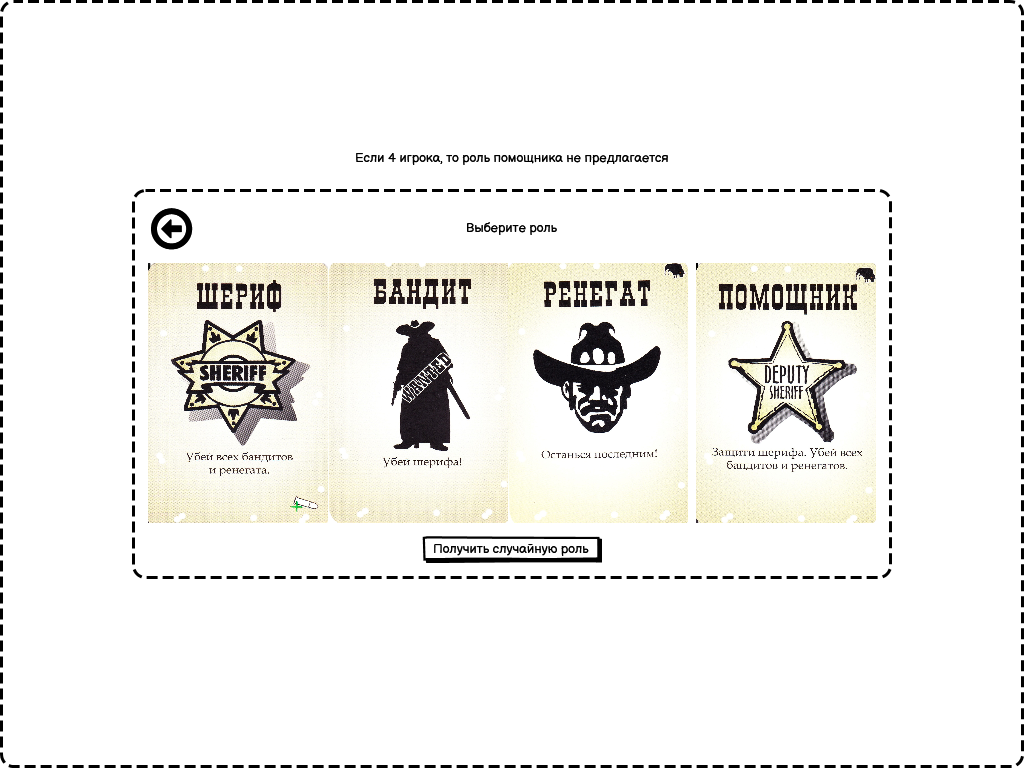 Если 4 игрока, то роль помощника не предлагается
Выберите роль
ШЕРИФ
SHERIFF
Убей всех бандитов
и ренегата.
БАНДИТ
WANTED
Убей шерифа!
РЕНЕГАТ
Останься последним!
ПОМОЩНИК
DEPUTY
SHERIFF
Защити шерифа. Убей всех
бандитов и ренегатов.
Получить случайную роль